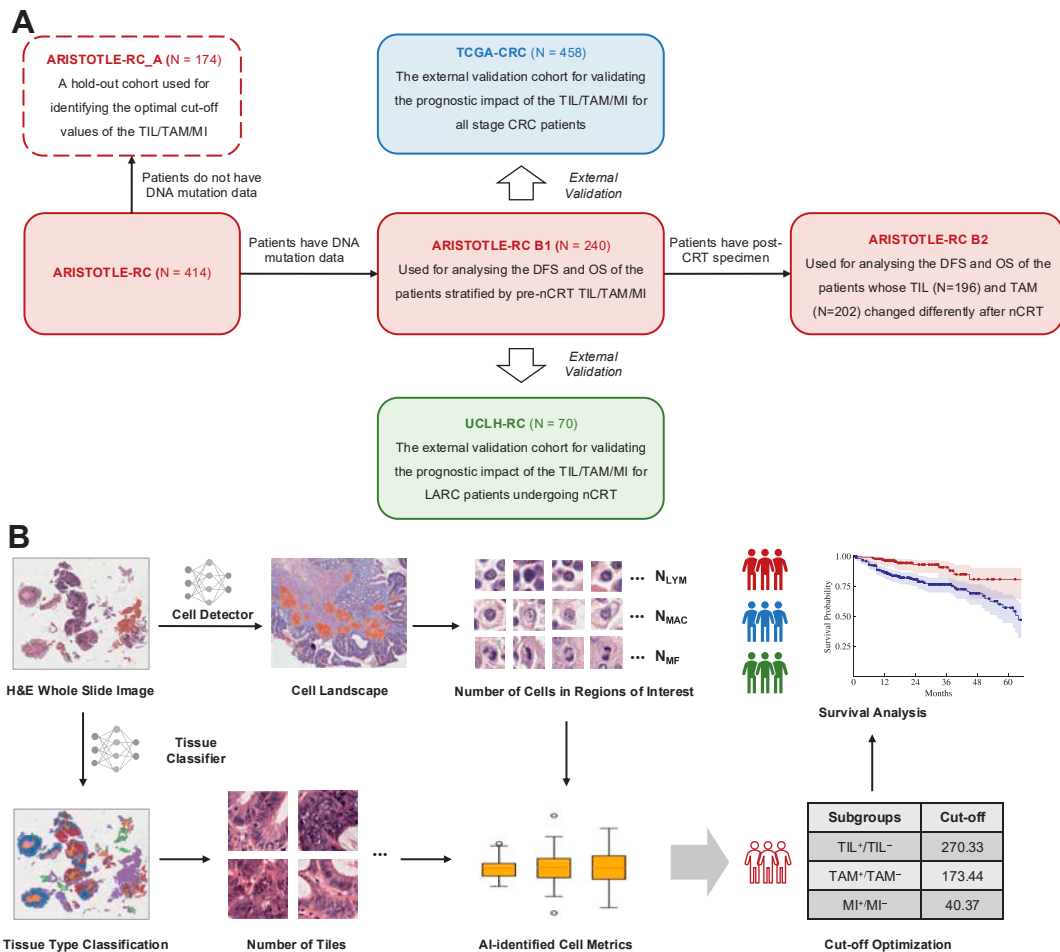 A
ARISTOTLE-RC_A (N = 174)
A hold-out cohort used for
identifying the optimal cut-off
values of the TIL/TAM/MI
TCGA-CRC (N = 458)
The external validation cohort for validating
the prognostic impact of the TIL/TAM/MI for
all stage CRC patients
Patients do not have
DNA mutation data
External
Validation
ARISTOTLE-RC (N = 414)
Patients have DNA
mutation data
ARISTOTLE-RC B1 (N = 240)
Used for analysing the DFS and OS of the
patients stratified by pre-nCRT TIL/TAM/MI
Patients have post-
CRT specimen
ARISTOTLE-RC B2
Used for analysing the DFS and OS of the
patients whose TIL (N=196) and TAM
(N=202) changed differently after nCRT
External
Validation
UCLH-RC (N = 70)
The external validation cohort for validating
the prognostic impact of the TIL/TAM/MI for
LARC patients undergoing nCRT
B
H&E Whole Slide Image
Cell Detector
Cell Landscape
... N_LYM
... N_MAC
... N_MF
Number of Cells in Regions of Interest
Survival Probability
1.00
0.75
0.50
0.25
0 12 24 36 48 60
Months
Survival Analysis
Tissue
Classifier
Tissue Type Classification
...
Number of Tiles
AI-identified Cell Metrics
Subgroups Cut-off
TIL⁺/TIL⁻ 270.33
TAM⁺/TAM⁻ 173.44
MI⁺/MI⁻ 40.37
Cut-off Optimization